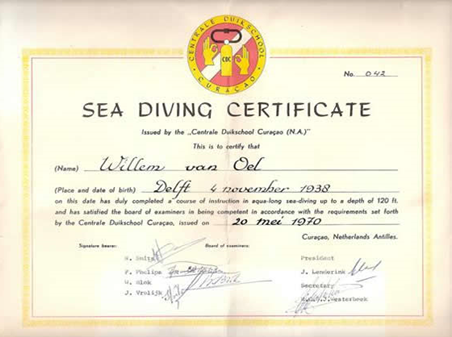 CENTRALE DUIKSCHOOL
CDC
CURAÇAO
No. 042
SEA DIVING CERTIFICATE
Issued by the „Centrale Duikschool Curaçao (N.A.)"
This is to certify that
(Name) Willem van Oel
(Place and date of birth) Delft 4 november 1938
on this date has duly completed a course of instruction in aqua-long sea-diving up to a depth of 120 ft.
and has satisfied the board of examiners in being competent in accordance with the requirements set forth
by the Centrale Duikschool Curaçao, issued on 20 mei 1970
Curaçao, Netherlands Antilles.
Signature bearer: Board of examiners: President
J. Lenderink
F. Philips
Secretary
J. Vrolijk